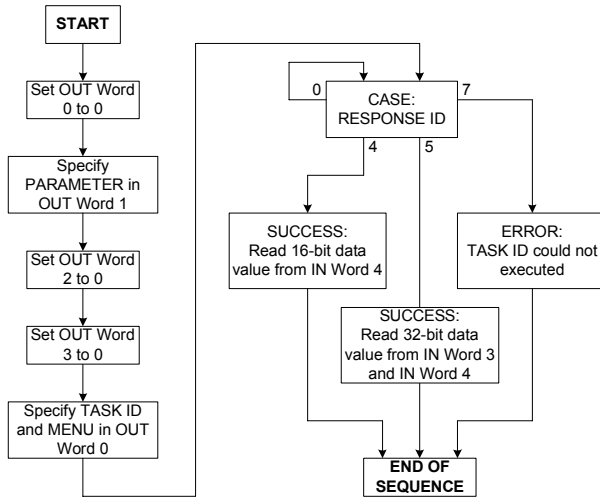 START
Set OUT Word
0 to 0
Specify
PARAMETER in
OUT Word 1
Set OUT Word
2 to 0
Set OUT Word
3 to 0
Specify TASK ID
and MENU in OUT
Word 0
0
CASE:
RESPONSE ID
7
4
5
SUCCESS:
Read 16-bit data
value from IN Word 4
ERROR:
TASK ID could not
executed
SUCCESS:
Read 32-bit data
value from IN Word 3
and IN Word 4
END OF
SEQUENCE